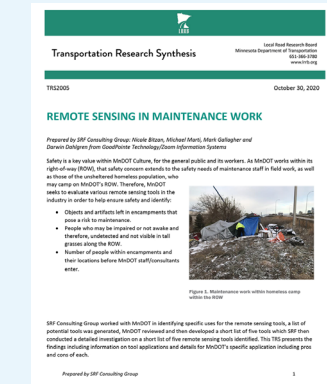 LRRB
Transportation Research Synthesis
Local Road Research Board
Minnesota Department of Transportation
651-366-3780
www.lrrb.org
TRS2005
October 30, 2020
REMOTE SENSING IN MAINTENANCE WORK
Prepared by SRF Consulting Group: Nicole Bitzan, Michael Marti, Mark Gallagher and
Darwin Dahlgren from GoodPointe Technology/Zoom Information Systems
Safety is a key value within MnDOT Culture, for the general public and its workers. As MnDOT works within its
right-of-way (ROW), that safety concern extends to the safety needs of maintenance staff in field work, as well
as those of the unsheltered homeless population, who
may camp on MnDOT's ROW. Therefore, MnDOT
seeks to evaluate various remote sensing tools in the
industry in order to help ensure safety and identify:
• Objects and artifacts left in encampments that
pose a risk to maintenance.
• People who may be impaired or not awake and
therefore, undetected and not visible in tall
grasses along the ROW.
• Number of people within encampments and
their locations before MnDOT staff/consultants
enter.
Figure 1. Maintenance work within homeless camp
within the ROW
SRF Consulting Group worked with MnDOT in identifying specific uses for the remote sensing tools, a list of
potential tools was generated, MnDOT reviewed and then developed a short list of five tools which SRF then
conducted a detailed investigation on a short list of five remote sensing tools identified. This TRS presents the
findings including information on tool applications and details for MnDOT's specific application including pros
and cons of each.
Prepared by SRF Consulting Group
1